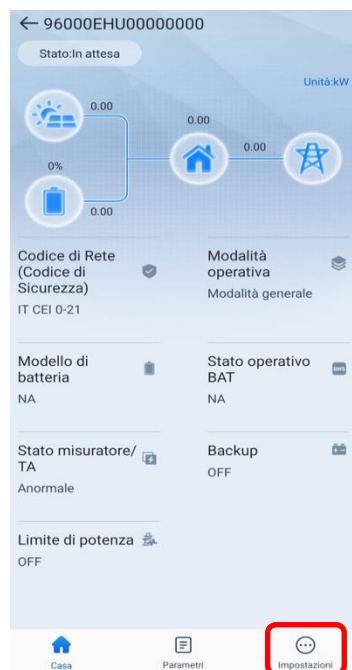 ← 96000EHU00000000
Stato:In attesa
Unità:kW
0.00
0.00
0.00
0%
0.00
Codice di Rete
(Codice di
Sicurezza)
IT CEI 0-21
Modalità
operativa
Modalità generale
Modello di
batteria
NA
Stato operativo
BAT
NA
Stato misuratore/
TA
Anormale
Backup
OFF
Limite di potenza
OFF
Casa
Parametri
Impostazioni